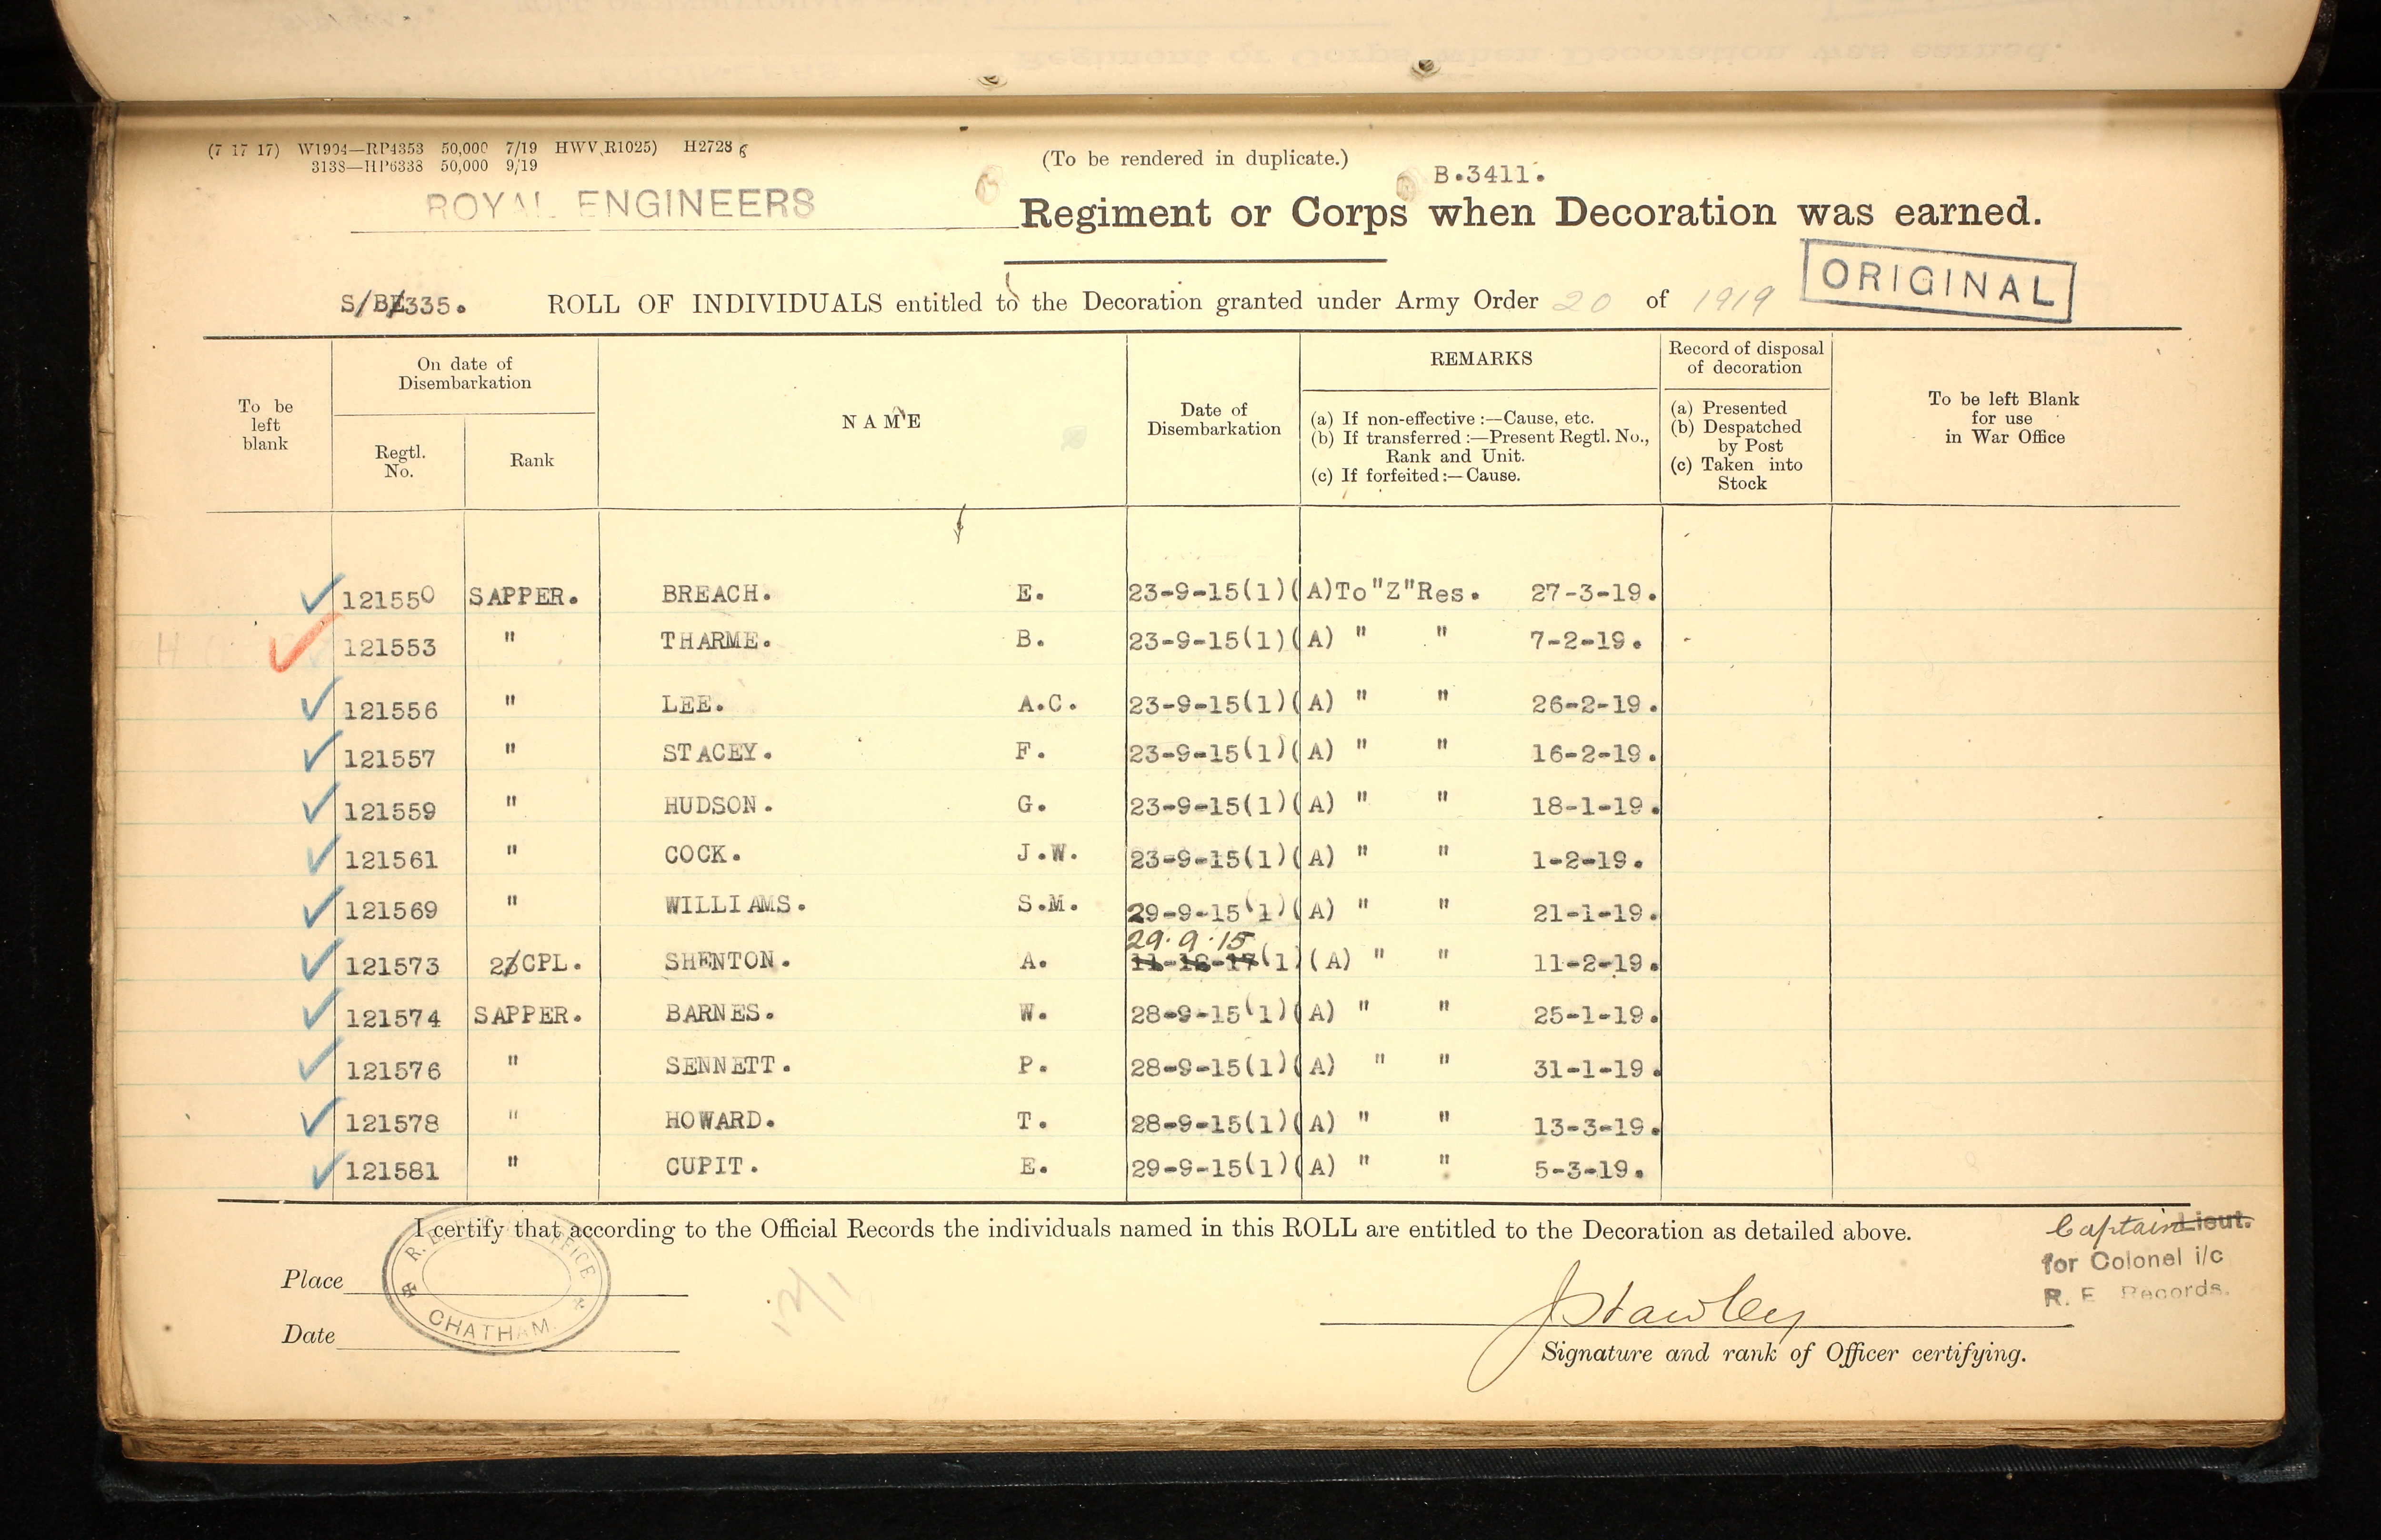 (7 17 17) W1904—RP4353 50,000 7/19 HWV R1025) H2728
3138—HP6338 50,000 9/19
(To be rendered in duplicate.)
B.3411.
ROYAL ENGINEERS Regiment or Corps when Decoration was earned.
ORIGINAL
S/BE335. ROLL OF INDIVIDUALS entitled to the Decoration granted under Army Order 20 of 1919
To be left blank
On date of Disembarkation
Regtl. No.
Rank
NAME
Date of Disembarkation
REMARKS
(a) If non-effective :—Cause, etc.
(b) If transferred :—Present Regtl. No., Rank and Unit.
(c) If forfeited :—Cause.
Record of disposal of decoration
(a) Presented
(b) Despatched by Post
(c) Taken into Stock
To be left Blank for use in War Office
121550 SAPPER. BREACH. E. 23-9-15(1) (A)To"Z"Res. 27-3-19.
121553 " THARME. B. 23-9-15(1) (A) " " 7-2-19.
121556 " LEE. A.C. 23-9-15(1) (A) " " 26-2-19.
121557 " STACEY. F. 23-9-15(1) (A) " " 16-2-19.
121559 " HUDSON. G. 23-9-15(1) (A) " " 18-1-19.
121561 " COCK. J.W. 23-9-15(1) (A) " " 1-2-19.
121569 " WILLIAMS. S.M. 29-9-15(1) (A) " " 21-1-19.
29.9.15
121573 2/CPL. SHENTON. A. (1) (A) " " 11-2-19.
121574 SAPPER. BARNES. W. 28-9-15(1) (A) " " 25-1-19.
121576 " SENNETT. P. 28-9-15(1) (A) " " 31-1-19.
121578 " HOWARD. T. 28-9-15(1) (A) " " 13-3-19.
121581 " CUPIT. E. 29-9-15(1) (A) " " 5-3-19.
I certify that according to the Official Records the individuals named in this ROLL are entitled to the Decoration as detailed above.
Captain Lieut.
for Colonel i/c
R. E. Records.
Place
Date
R. E. OFFICE
CHATHAM.
Signature and rank of Officer certifying.